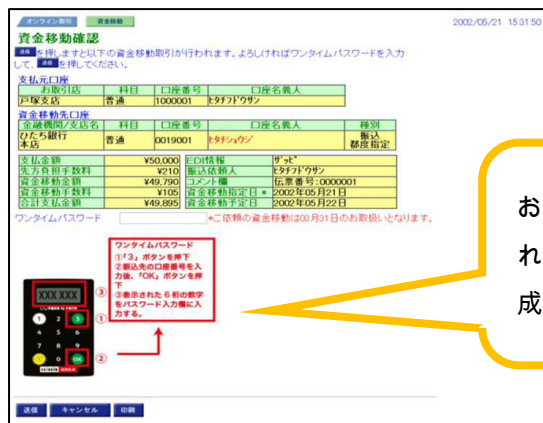 オンライン取引 資金移動
2002/05/21 15:31:50
資金移動確認
送信 を押しますと以下の資金移動取引が行われます。よろしければワンタイムパスワードを入力
して、送信 を押してください。
支払元口座
お取引店 科目 口座番号 口座名義人
戸塚支店 普通 1000001 ヒタチフドウサン
資金移動先口座
金融機関/支店名 科目 口座番号 口座名義人 種別
ひたち銀行 本店 普通 0019001 ヒタチショウジ 振込 都度指定
支払金額 ¥50,000 EDI情報 ザッピ
先方負担手数料 ¥210 振込依頼人 ヒタチフドウサン
資金移動金額 ¥49,790 コメント欄 伝票番号:0000001
資金移動手数料 ¥105 資金移動指定日 * 2002年05月21日
合計支払金額 ¥49,895 資金移動予定日 2002年05月22日
ワンタイムパスワード *ご依頼の資金移動は03月31日のお取扱いとなります。
ワンタイムパスワード
①「3」ボタンを押下
②振込先の口座番号を入
力後、「OK」ボタンを押
下
③表示された6桁の数字
をパスワード入力欄に入
力する。
XXX XXX ③
1 2 3 ①
4 5 6
7 8 9
0 OK ②
お
れ
成
送信 キャンセル 印刷